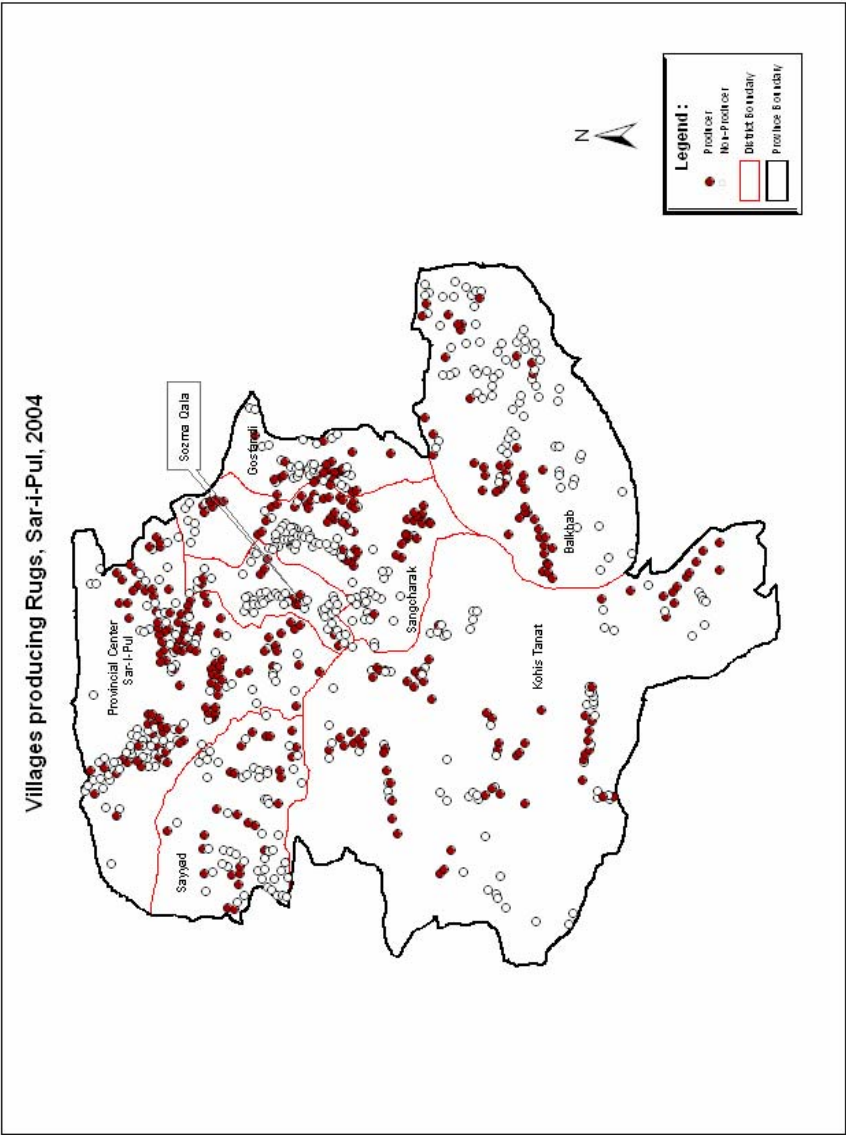 Villages producing Rugs, Sar-i-Pul, 2004
N
Legend :
Producer
Non-Producer
District Boundary
Province Boundary
Sozma Qala
Gosfandi
Provincial Center
Sar-I-Pul
Sayyad
Sangcharak
Balkhab
Kohis Tanat